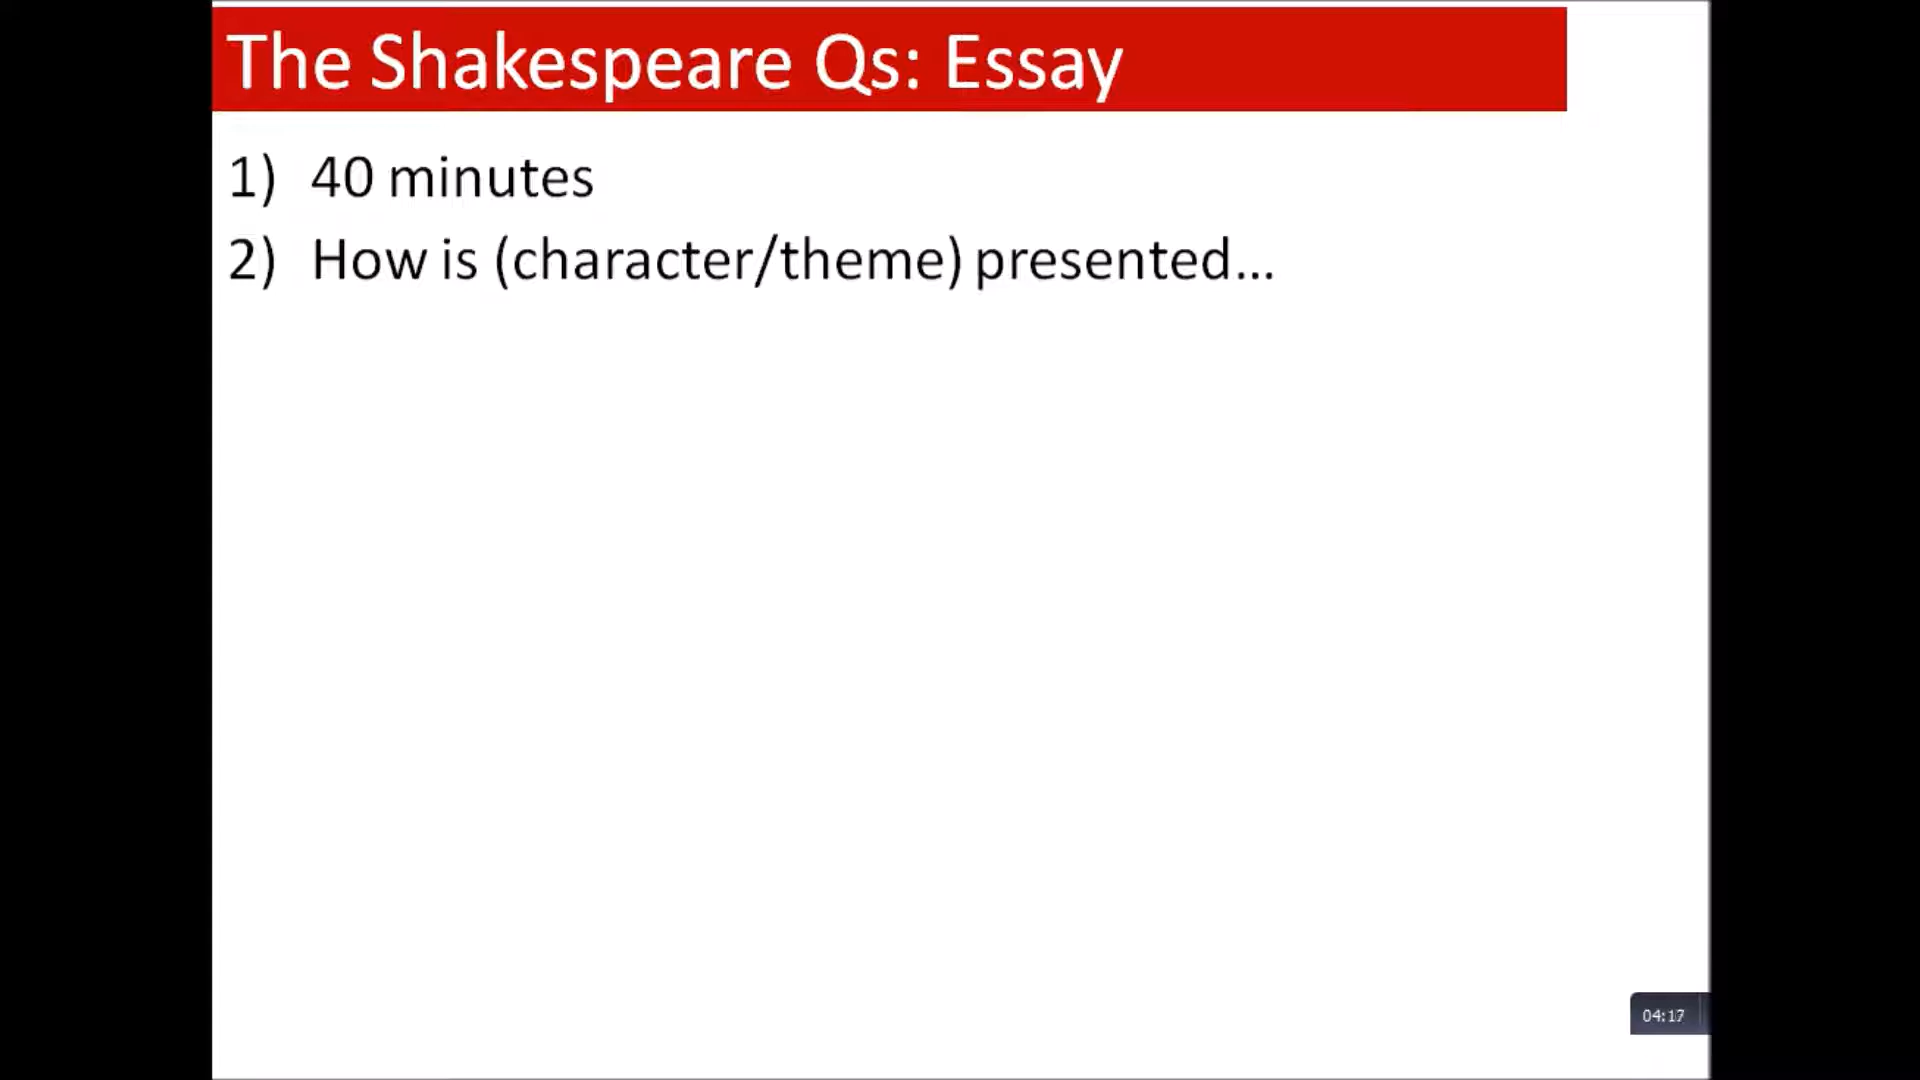 The Shakespeare Qs: Essay
1) 40 minutes
2) How is (character/theme) presented...
04:17